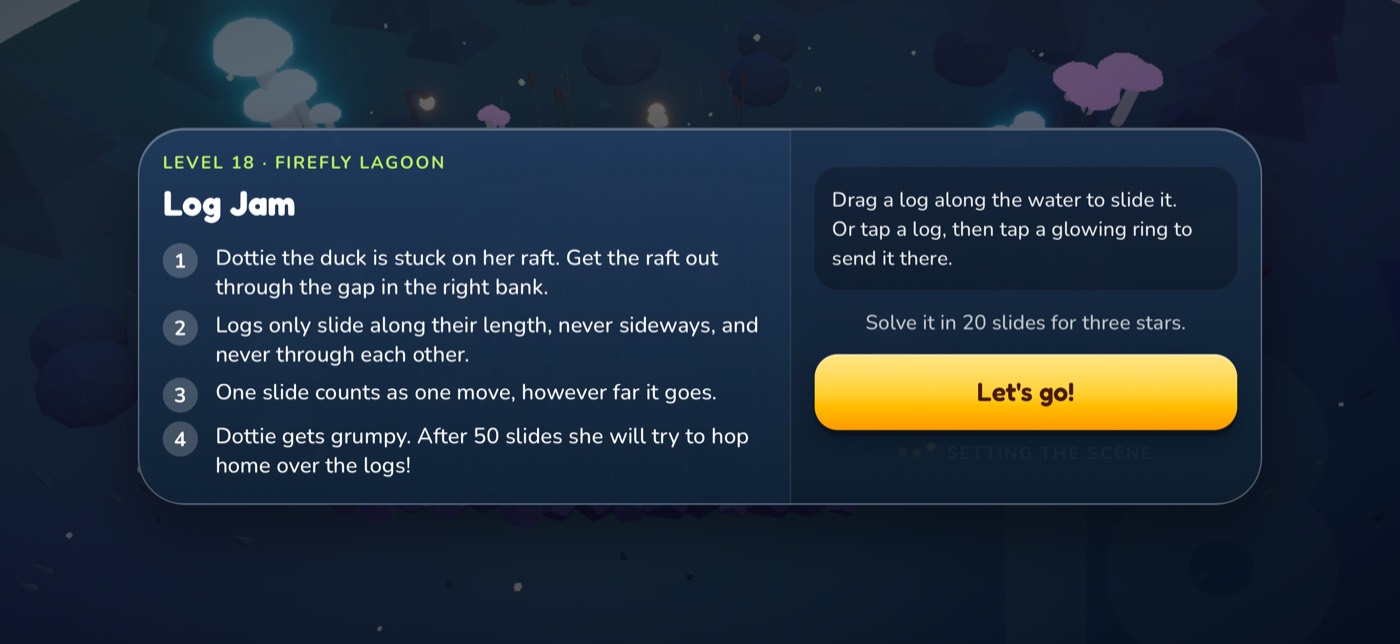 LEVEL 18 · FIREFLY LAGOON
Log Jam
1 Dottie the duck is stuck on her raft. Get the raft out
through the gap in the right bank.
2 Logs only slide along their length, never sideways, and
never through each other.
3 One slide counts as one move, however far it goes.
4 Dottie gets grumpy. After 50 slides she will try to hop
home over the logs!
Drag a log along the water to slide it.
Or tap a log, then tap a glowing ring to
send it there.
Solve it in 20 slides for three stars.
Let's go!
SETTING THE SCENE
18